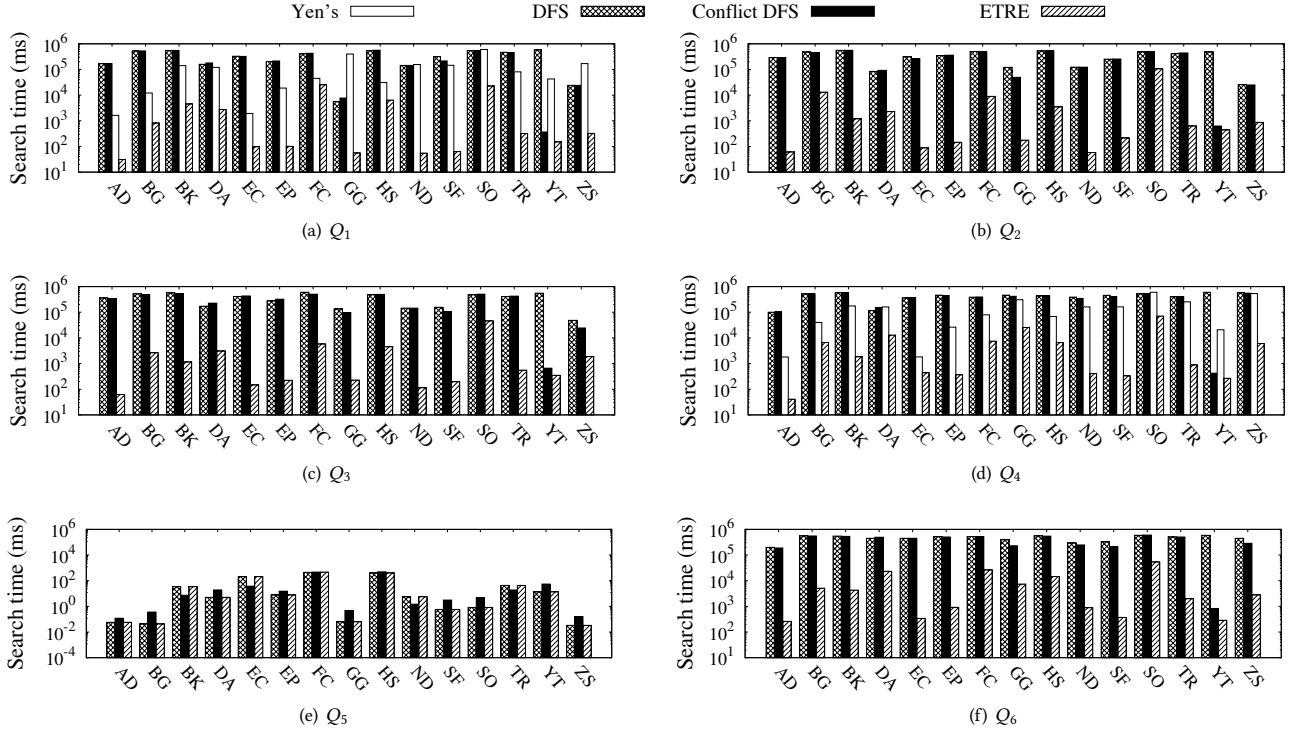 Yen's DFS Conflict DFS ETRE
Search time (ms)
10^6
10^5
10^4
10^3
10^2
10^1
AD BG BK DA EC EP FC GG HS ND SF SO TR YT ZS
(a) Q1
Search time (ms)
10^6
10^5
10^4
10^3
10^2
10^1
AD BG BK DA EC EP FC GG HS ND SF SO TR YT ZS
(b) Q2
Search time (ms)
10^6
10^5
10^4
10^3
10^2
10^1
AD BG BK DA EC EP FC GG HS ND SF SO TR YT ZS
(c) Q3
Search time (ms)
10^6
10^5
10^4
10^3
10^2
10^1
AD BG BK DA EC EP FC GG HS ND SF SO TR YT ZS
(d) Q4
Search time (ms)
10^6
10^4
10^2
10^0
10^-2
10^-4
AD BG BK DA EC EP FC GG HS ND SF SO TR YT ZS
(e) Q5
Search time (ms)
10^6
10^5
10^4
10^3
10^2
10^1
AD BG BK DA EC EP FC GG HS ND SF SO TR YT ZS
(f) Q6